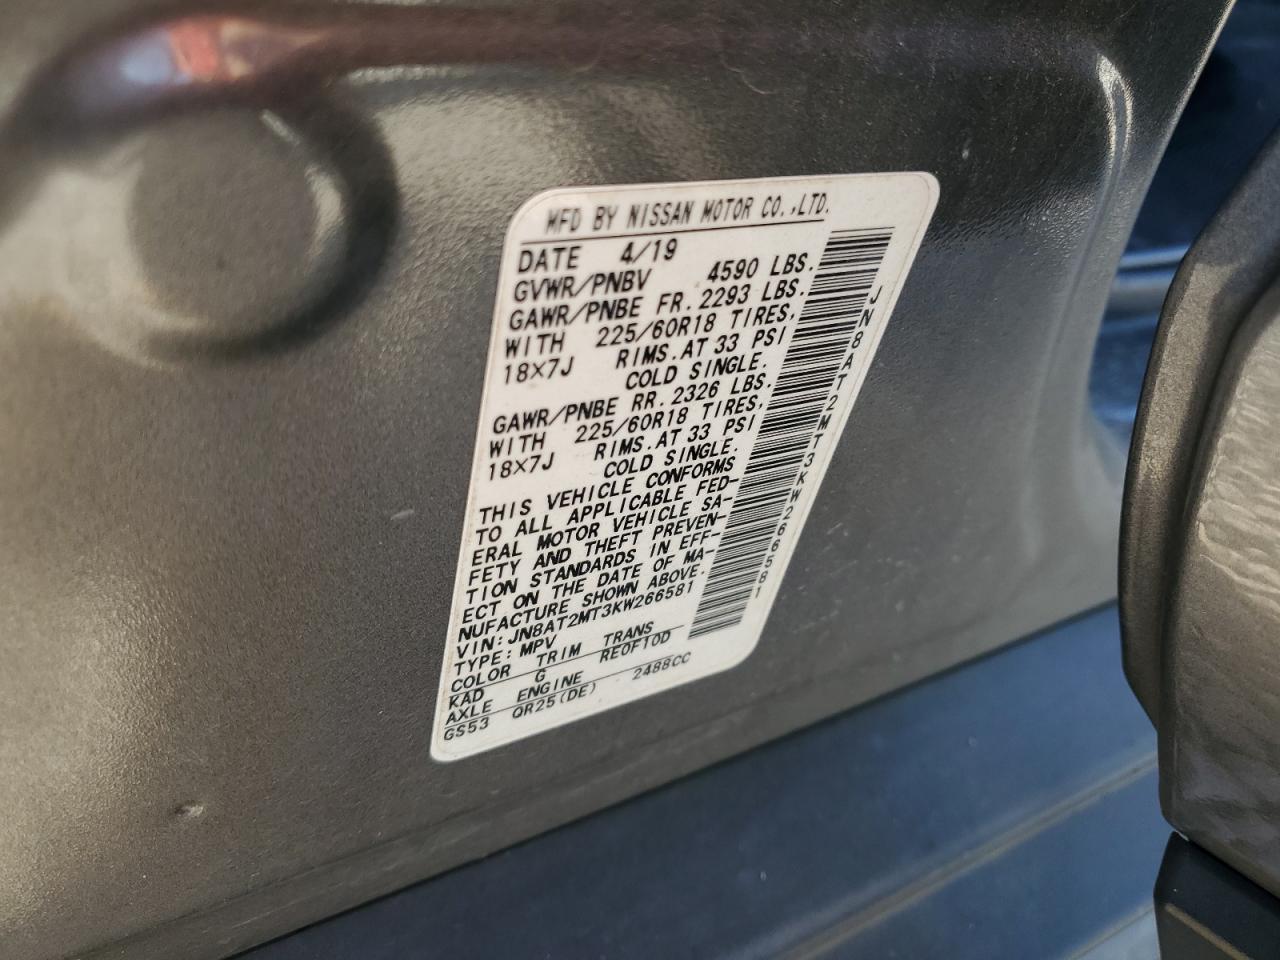 MFD BY NISSAN MOTOR CO.,LTD.
DATE 4/19
GVWR/PNBV 4590 LBS.
GAWR/PNBE FR. 2293 LBS.
WITH 225/60R18 TIRES,
18×7J RIMS. AT 33 PSI
COLD SINGLE.
GAWR/PNBE RR. 2326 LBS.
WITH 225/60R18 TIRES,
18×7J RIMS. AT 33 PSI
COLD SINGLE.
THIS VEHICLE CONFORMS
TO ALL APPLICABLE FED-
ERAL MOTOR VEHICLE SA-
FETY AND THEFT PREVEN-
TION STANDARDS IN EFF-
ECT ON THE DATE OF MA-
NUFACTURE SHOWN ABOVE.
VIN: JN8AT2MT3KW266581
TYPE: MPV
COLOR TRIM TRANS
KAD G RE0F10D
AXLE ENGINE
GS53 QR25(DE) 2488CC
JN8AT2MT3KW266581